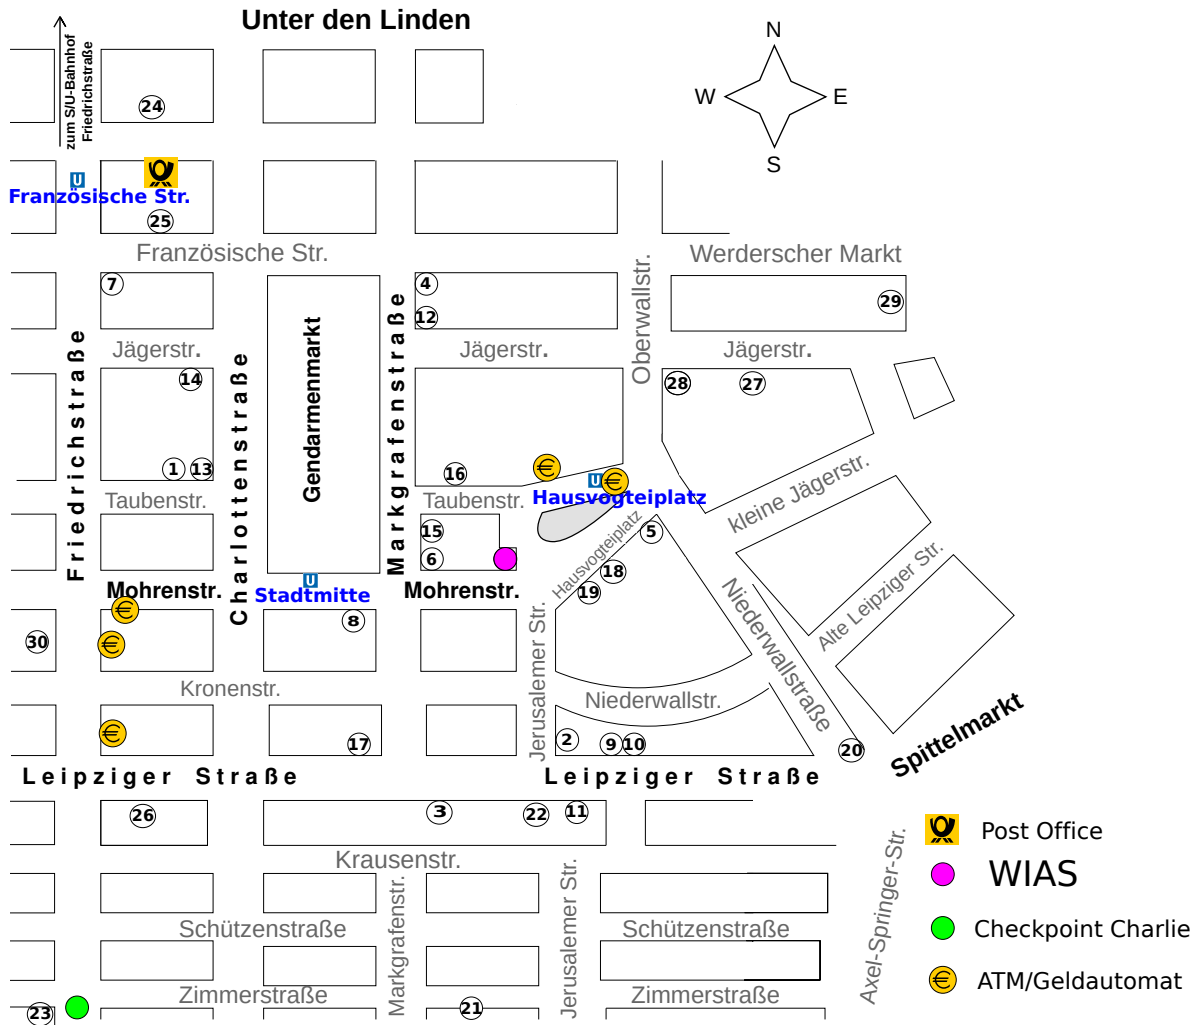 Unter den Linden
zum S/U-Bahnhof
Friedrichstraße
N
W
E
S
24
U
Französische Str.
25
Französische Str.
Werderscher Markt
7
4
29
12
Oberwallstr.
Jägerstr.
Jägerstr.
Jägerstr.
Friedrichstraße
Charlottenstraße
Gendarmenmarkt
Markgrafenstraße
14
28
27
1
13
16
€
U
€
Hausvogteiplatz
kleine Jägerstr.
Taubenstr.
Taubenstr.
15
6
Hausvogteiplatz
5
18
19
U
Stadtmitte
Mohrenstr.
Mohrenstr.
€
€
30
8
Jerusalemer Str.
Niederwallstraße
Alte Leipziger Str.
Kronenstr.
Niederwallstr.
€
17
2
9
10
20
Spittelmarkt
Leipziger Straße
Leipziger Straße
26
3
22
11
Krausenstr.
Markgrafenstr.
Jerusalemer Str.
Axel-Springer-Str.
Schützenstraße
Schützenstraße
Zimmerstraße
Zimmerstraße
23
21
Post Office
WIAS
Checkpoint Charlie
€ ATM/Geldautomat